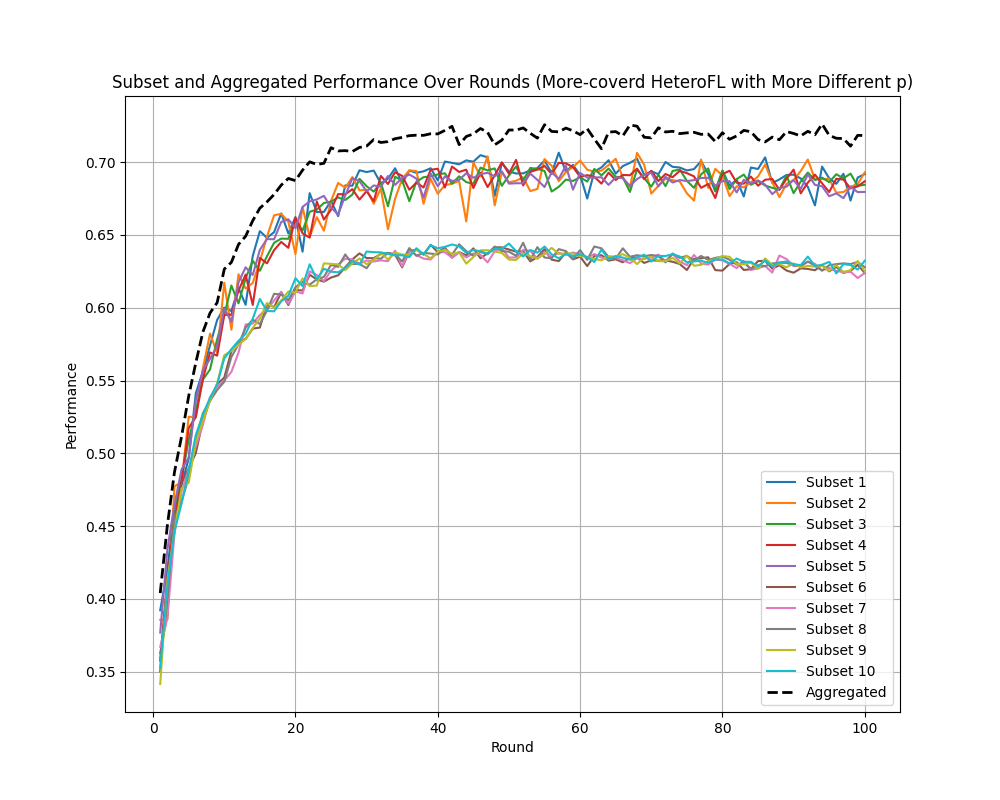 Subset and Aggregated Performance Over Rounds (More-coverd HeteroFL with More Different p)
Performance
0.70
0.65
0.60
0.55
0.50
0.45
0.40
0.35
0
20
40
60
80
100
Round
Subset 1
Subset 2
Subset 3
Subset 4
Subset 5
Subset 6
Subset 7
Subset 8
Subset 9
Subset 10
Aggregated